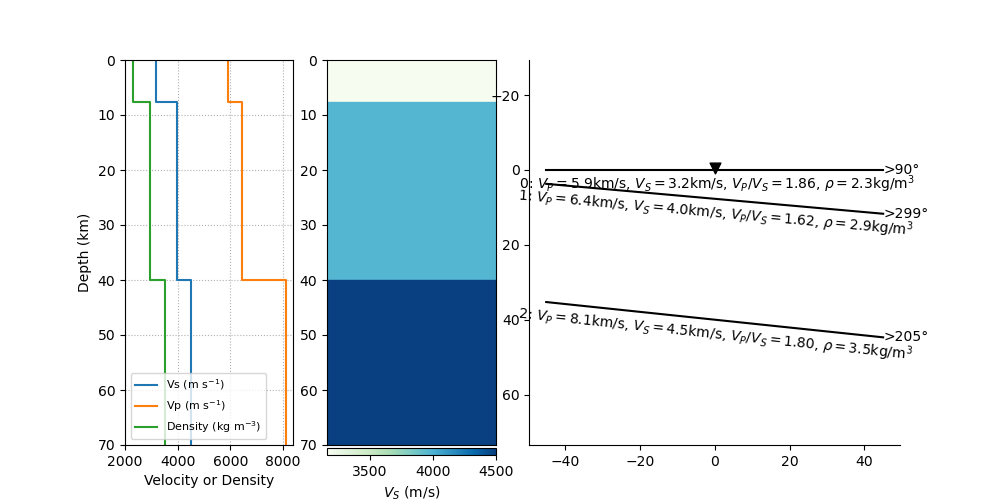 0
10
20
30
40
50
60
70
Depth (km)
2000 4000 6000 8000
Velocity or Density
Vs (m s⁻¹)
Vp (m s⁻¹)
Density (kg m⁻³)
0
10
20
30
40
50
60
70
3500 4000 4500
V_S (m/s)
−20
0
20
40
60
−40 −20 0 20 40
>90°
0: V_P = 5.9km/s, V_S = 3.2km/s, V_P/V_S = 1.86, ρ = 2.3kg/m³
>299°
1: V_P = 6.4km/s, V_S = 4.0km/s, V_P/V_S = 1.62, ρ = 2.9kg/m³
>205°
2: V_P = 8.1km/s, V_S = 4.5km/s, V_P/V_S = 1.80, ρ = 3.5kg/m³